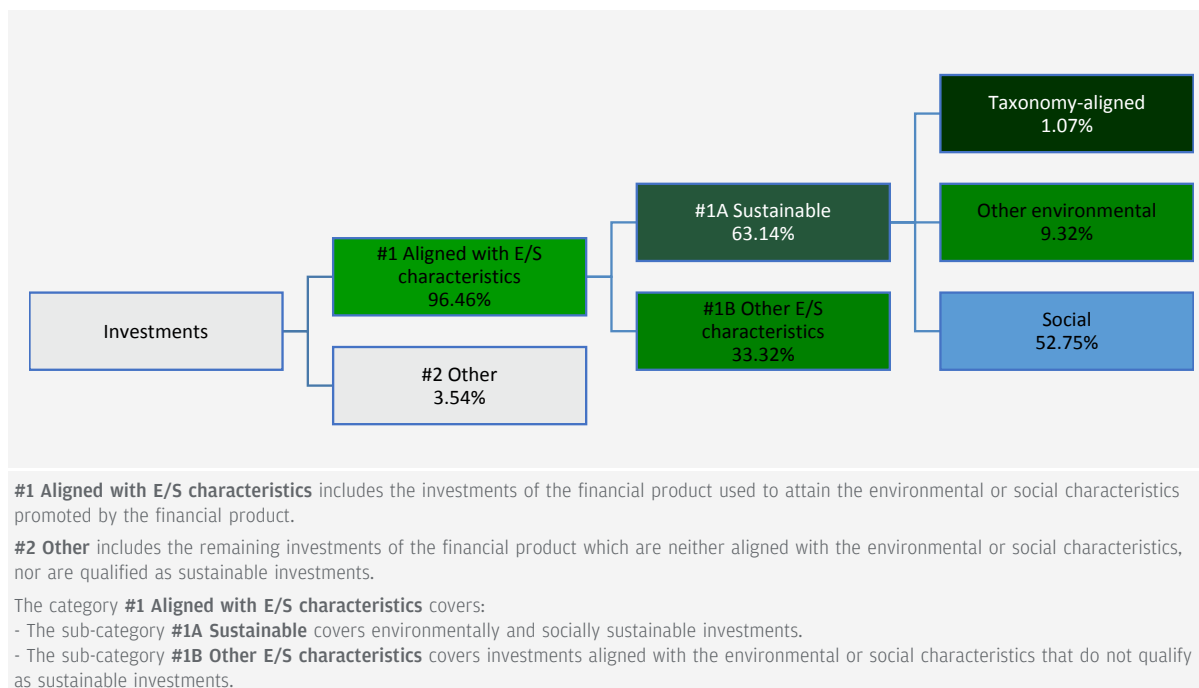 Taxonomy-aligned
1.07%
#1A Sustainable
63.14%
Other environmental
9.32%
#1 Aligned with E/S
characteristics
96.46%
Investments
#1B Other E/S
characteristics
33.32%
Social
52.75%
#2 Other
3.54%
#1 Aligned with E/S characteristics includes the investments of the financial product used to attain the environmental or social characteristics
promoted by the financial product.
#2 Other includes the remaining investments of the financial product which are neither aligned with the environmental or social characteristics,
nor are qualified as sustainable investments.
The category #1 Aligned with E/S characteristics covers:
- The sub-category #1A Sustainable covers environmentally and socially sustainable investments.
- The sub-category #1B Other E/S characteristics covers investments aligned with the environmental or social characteristics that do not qualify
as sustainable investments.